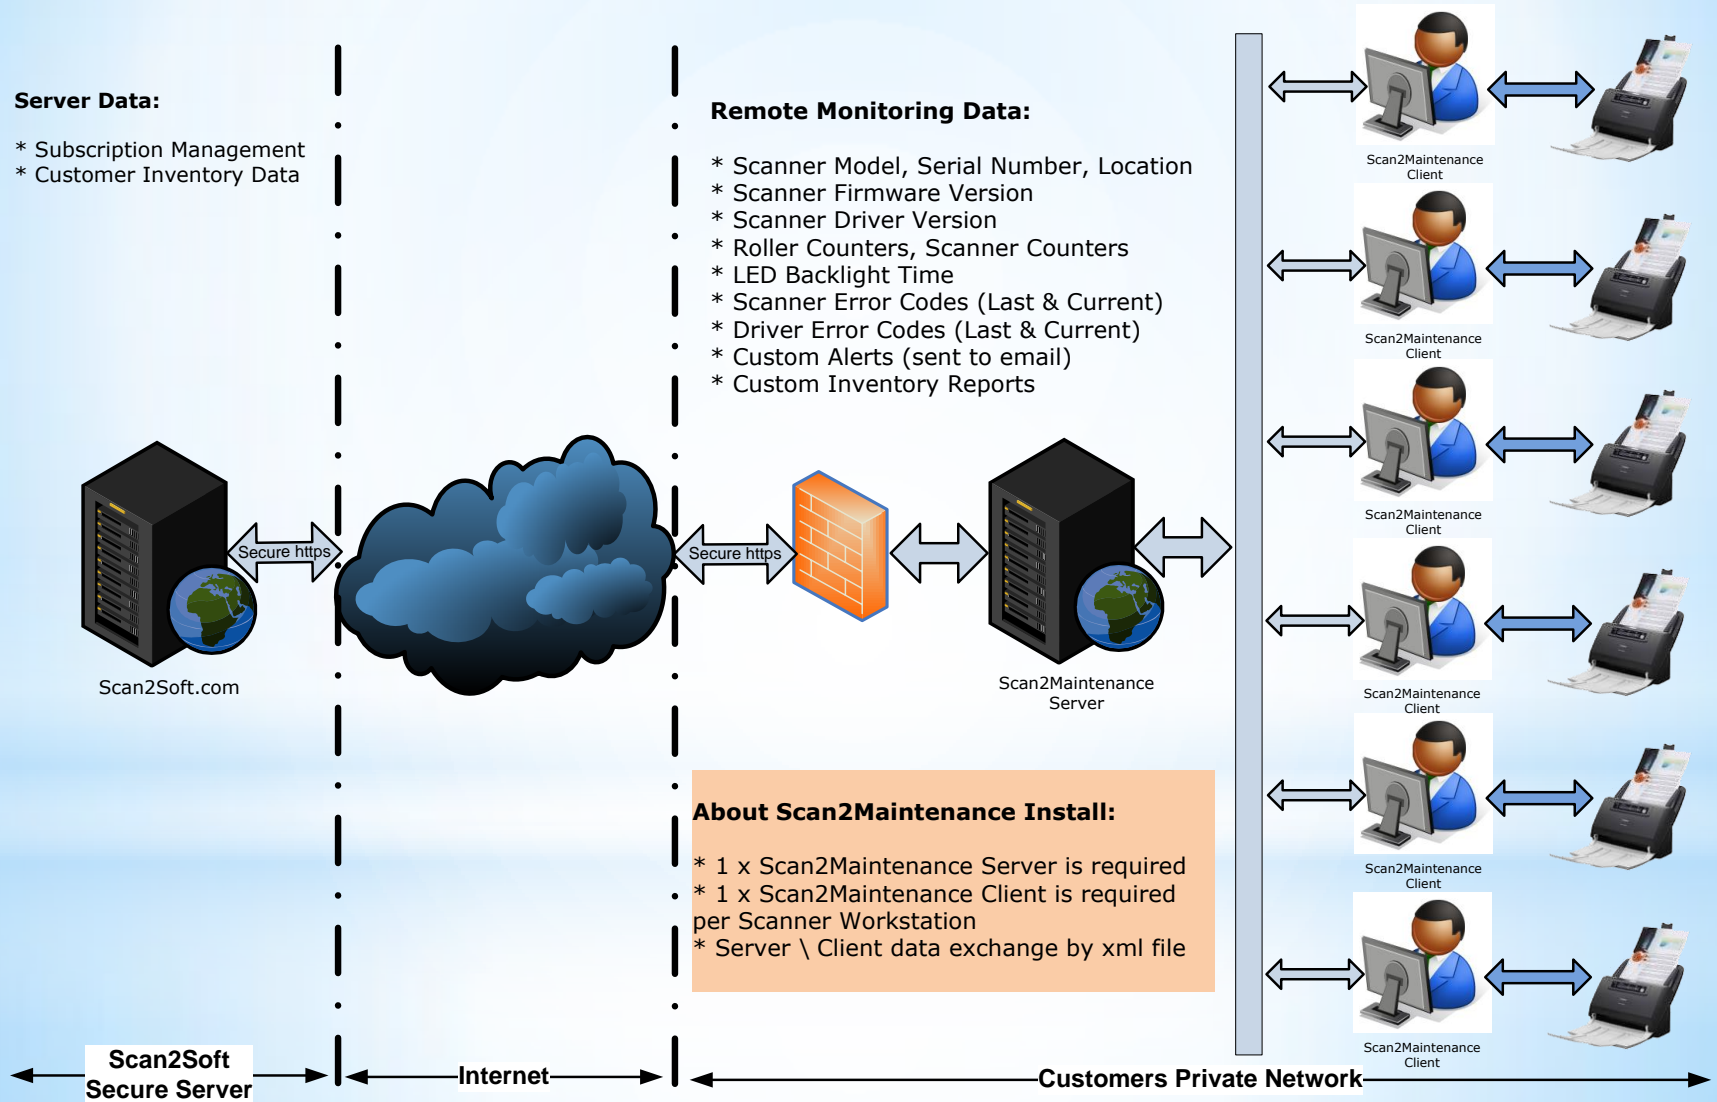 Server Data:
* Subscription Management
* Customer Inventory Data
Remote Monitoring Data:
* Scanner Model, Serial Number, Location
* Scanner Firmware Version
* Scanner Driver Version
* Roller Counters, Scanner Counters
* LED Backlight Time
* Scanner Error Codes (Last & Current)
* Driver Error Codes (Last & Current)
* Custom Alerts (sent to email)
* Custom Inventory Reports
Secure https
Secure https
Scan2Soft.com
Scan2Maintenance
Server
About Scan2Maintenance Install:
* 1 x Scan2Maintenance Server is required
* 1 x Scan2Maintenance Client is required
per Scanner Workstation
* Server \ Client data exchange by xml file
Scan2Maintenance
Client
Scan2Maintenance
Client
Scan2Maintenance
Client
Scan2Maintenance
Client
Scan2Maintenance
Client
Scan2Maintenance
Client
Scan2Soft
Secure Server
Internet
Customers Private Network